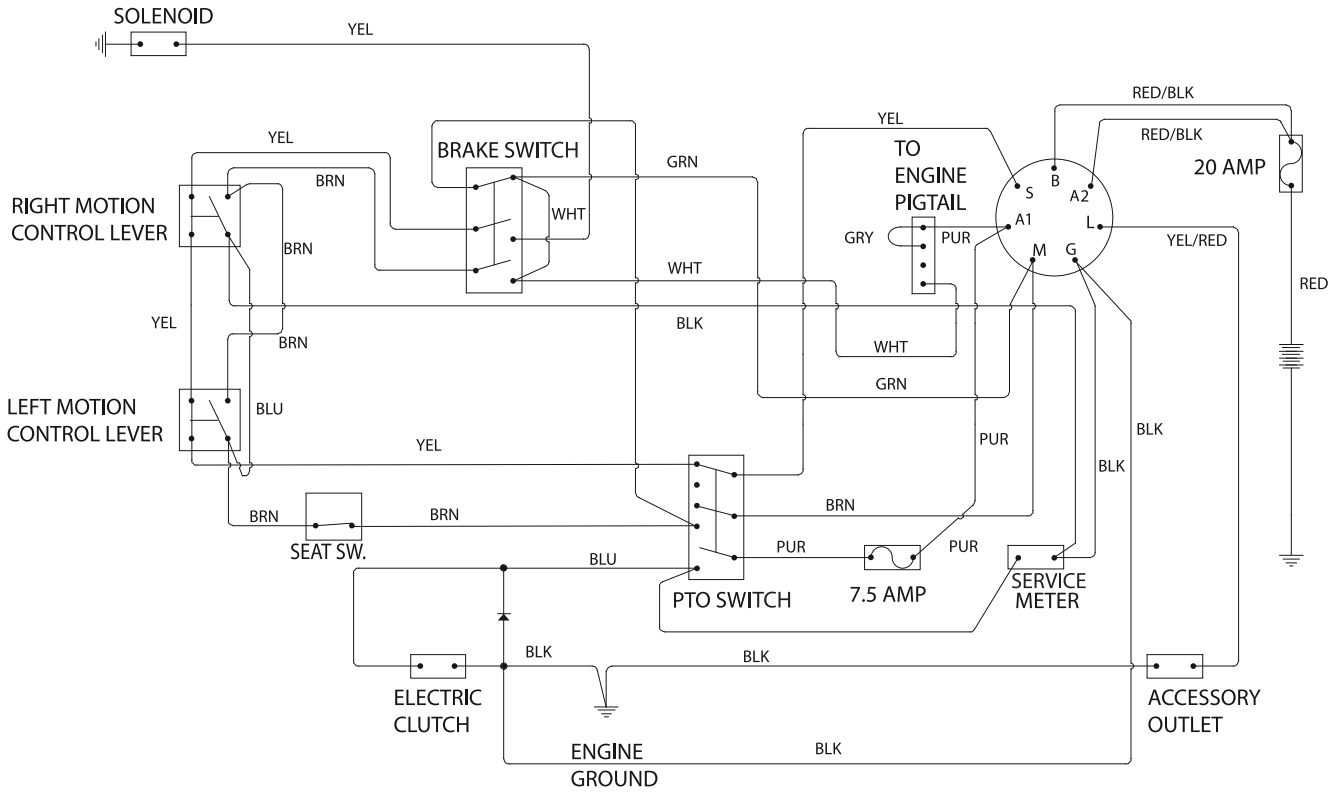 SOLENOID
YEL
RED/BLK
YEL
RED/BLK
YEL
BRAKE SWITCH
GRN
TO
ENGINE
PIGTAIL
20 AMP
BRN
B
S
A2
RIGHT MOTION
CONTROL LEVER
WHT
A1
L
GRY
PUR
YEL/RED
BRN
M
G
WHT
RED
YEL
BLK
BRN
WHT
GRN
LEFT MOTION
CONTROL LEVER
BLU
YEL
PUR
BLK
BLK
BRN
BRN
BRN
SEAT SW.
BLU
PUR
PUR
PTO SWITCH
7.5 AMP
SERVICE
METER
BLK
BLK
ELECTRIC
CLUTCH
ACCESSORY
OUTLET
ENGINE
GROUND
BLK